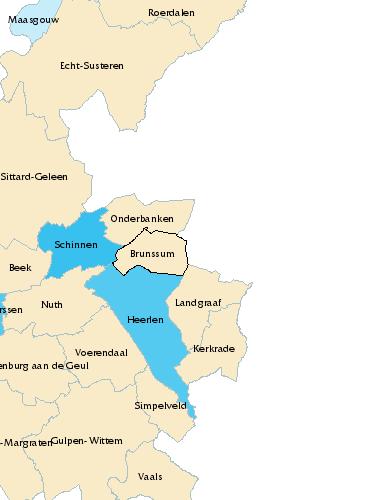 Roerdalen
Maasgouw
Echt-Susteren
Sittard-Geleen
Onderbanken
Schinnen
Brunssum
Beek
Landgraaf
Nuth
rssen
Heerlen
Kerkrade
Voerendaal
enburg aan de Geul
Simpelveld
-Margraten
Gulpen- Wittem
Vaals